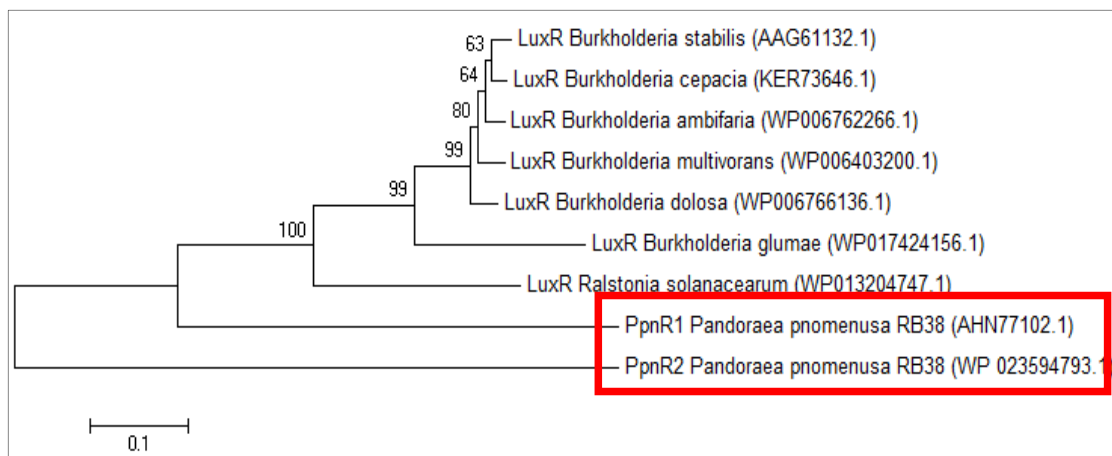 63
LuxR Burkholderia stabilis (AAG61132.1)
64
LuxR Burkholderia cepacia (KER73646.1)
80
LuxR Burkholderia ambifaria (WP006762266.1)
99
LuxR Burkholderia multivorans (WP006403200.1)
99
LuxR Burkholderia dolosa (WP006766136.1)
100
LuxR Burkholderia glumae (WP017424156.1)
LuxR Ralstonia solanacearum (WP013204747.1)
PpnR1 Pandoraea pnomenusa RB38 (AHN77102.1)
PpnR2 Pandoraea pnomenusa RB38 (WP 023594793.1)
0.1